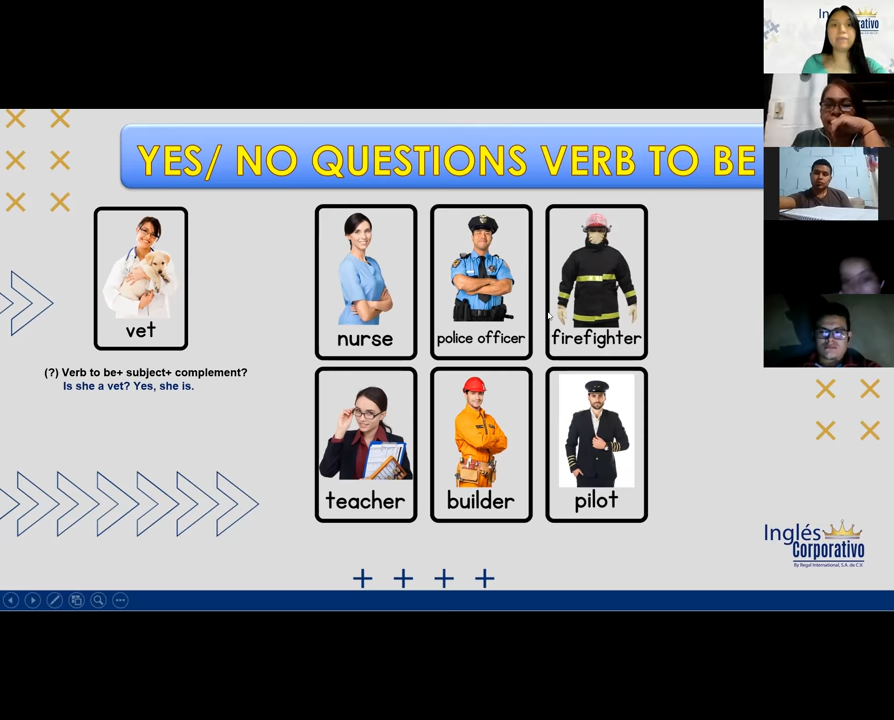 YES/ NO QUESTIONS VERB TO BE
vet
nurse
police officer
firefighter
(?) Verb to be+ subject+ complement?
Is she a vet? Yes, she is.
teacher
builder
pilot
Inglés
Corporativo
By Regal International, S.A. de C.V.